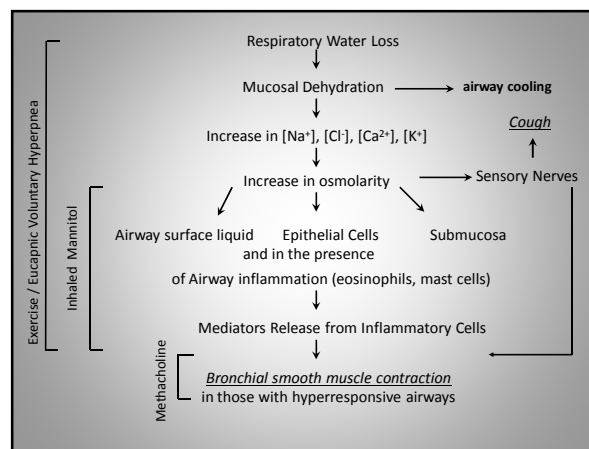 Respiratory Water Loss
Mucosal Dehydration
airway cooling
Increase in [Na⁺], [Cl⁻], [Ca²⁺], [K⁺]
Cough
Increase in osmolarity
Sensory Nerves
Airway surface liquid
Epithelial Cells
and in the presence
Submucosa
of Airway inflammation (eosinophils, mast cells)
Mediators Release from Inflammatory Cells
Bronchial smooth muscle contraction
in those with hyperresponsive airways
Exercise / Eucapnic Voluntary Hyperpnea
Inhaled Mannitol
Methacholine